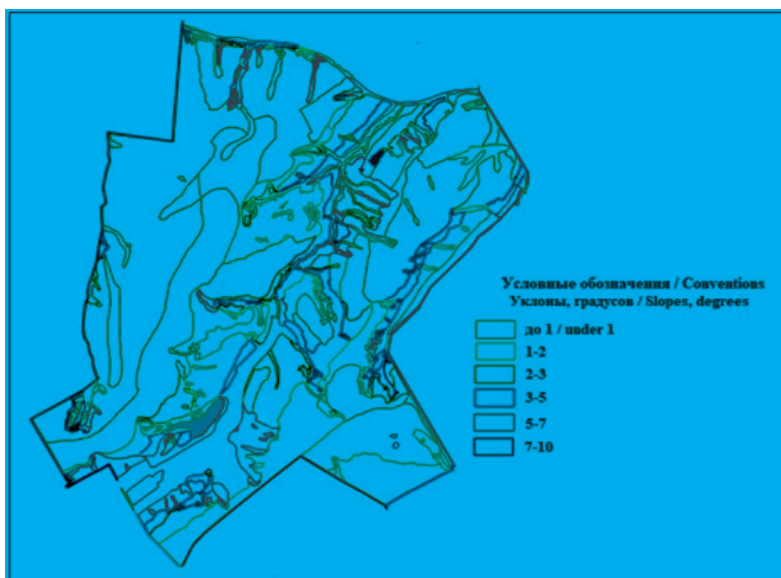 Условные обозначения / Conventions
Уклоны, градусов / Slopes, degrees
до 1 / under 1
1-2
2-3
3-5
5-7
7-10